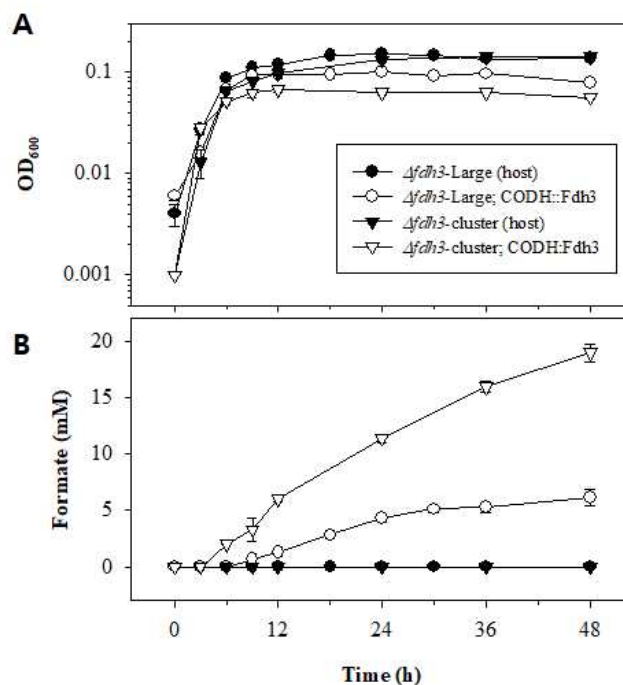 A
0.1
0.01
0.001
OD600
Δfdh3-Large (host)
Δfdh3-Large; CODH::Fdh3
Δfdh3-cluster (host)
Δfdh3-cluster; CODH:Fdh3
B
20
15
10
5
0
Formate (mM)
0 12 24 36 48
Time (h)